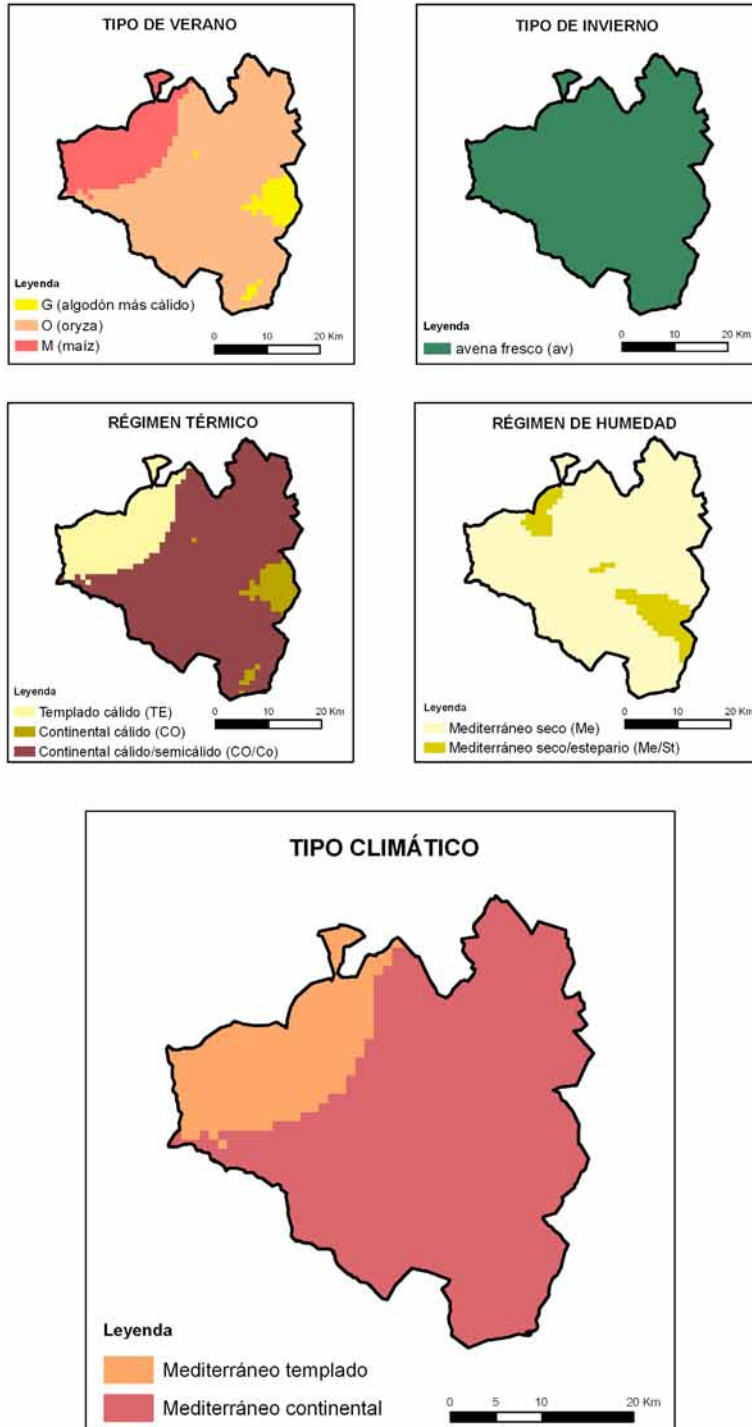 TIPO DE VERANO
Leyenda
G (algodón más cálido)
O (oryza)
M (maíz)
0 10 20 Km
TIPO DE INVIERNO
Leyenda
avena fresco (av)
0 10 20 Km
RÉGIMEN TÉRMICO
Leyenda
Templado cálido (TE)
Continental cálido (CO)
Continental cálido/semicálido (CO/Co)
0 10 20 Km
RÉGIMEN DE HUMEDAD
Leyenda
Mediterráneo seco (Me)
Mediterráneo seco/estepario (Me/St)
0 10 20 Km
TIPO CLIMÁTICO
Leyenda
Mediterráneo templado
Mediterráneo continental
0 5 10 20 Km